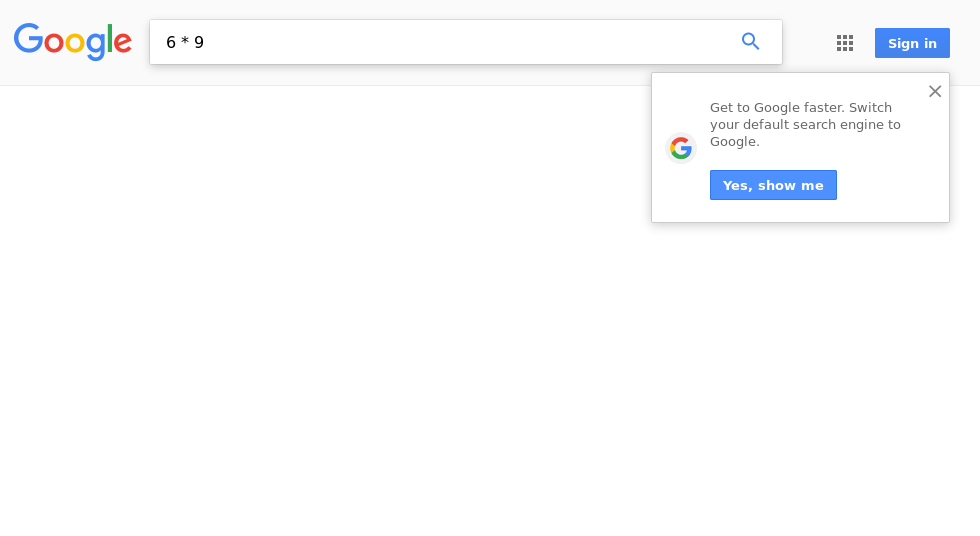 Google
6 * 9
Sign in
Get to Google faster. Switch
your default search engine to
Google.
Yes, show me